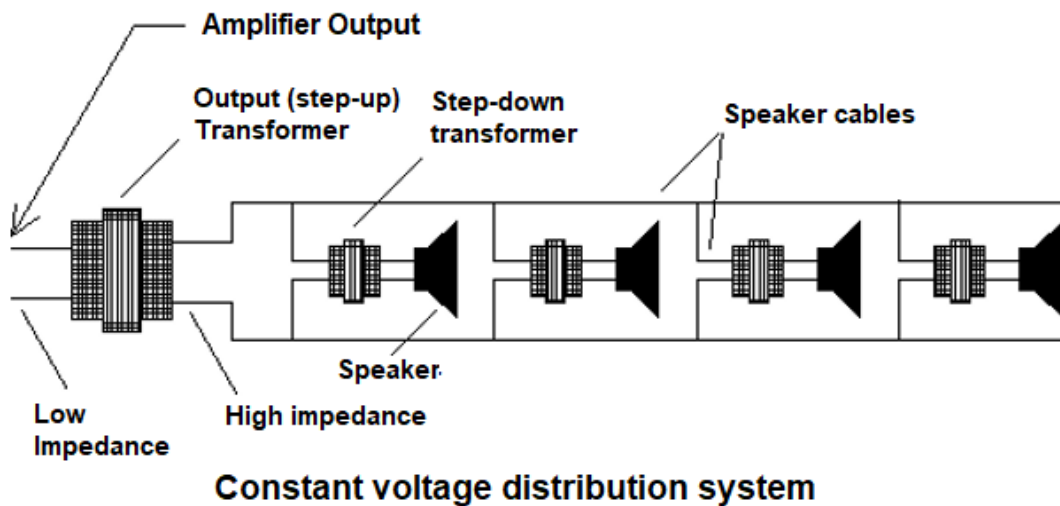 Amplifier Output
Output (step-up)
Transformer
Step-down
transformer
Speaker cables
Speaker
Low
Impedance
High impedance
Constant voltage distribution system